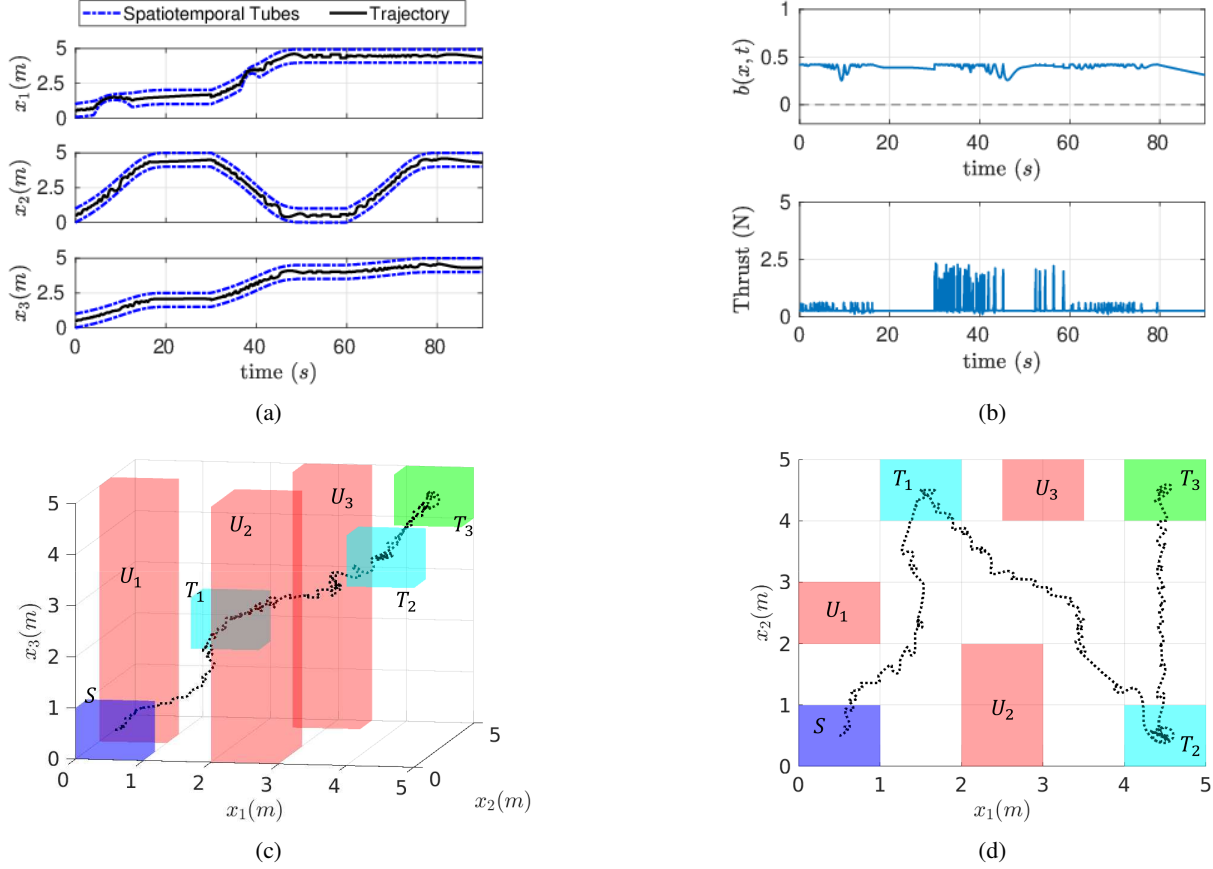 Spatiotemporal Tubes Trajectory
x₁(m)
5
2.5
0
x₂(m)
5
2.5
0
x₃(m)
5
2.5
0
0 20 40 60 80
time (s)
(a)
b(x, t)
1
0.5
0
0 20 40 60 80
time (s)
Thrust (N)
5
2.5
0
0 20 40 60 80
time (s)
(b)
x₃(m)
5
4
3
2
1
0
U₁
U₂
U₃
T₁
T₂
T₃
S
0 1 2 3 4 5
x₁(m)
0 5
x₂(m)
(c)
x₂(m)
5
4
3
2
1
0
T₁
U₃
T₃
U₁
U₂
S
T₂
0 1 2 3 4 5
x₁(m)
(d)